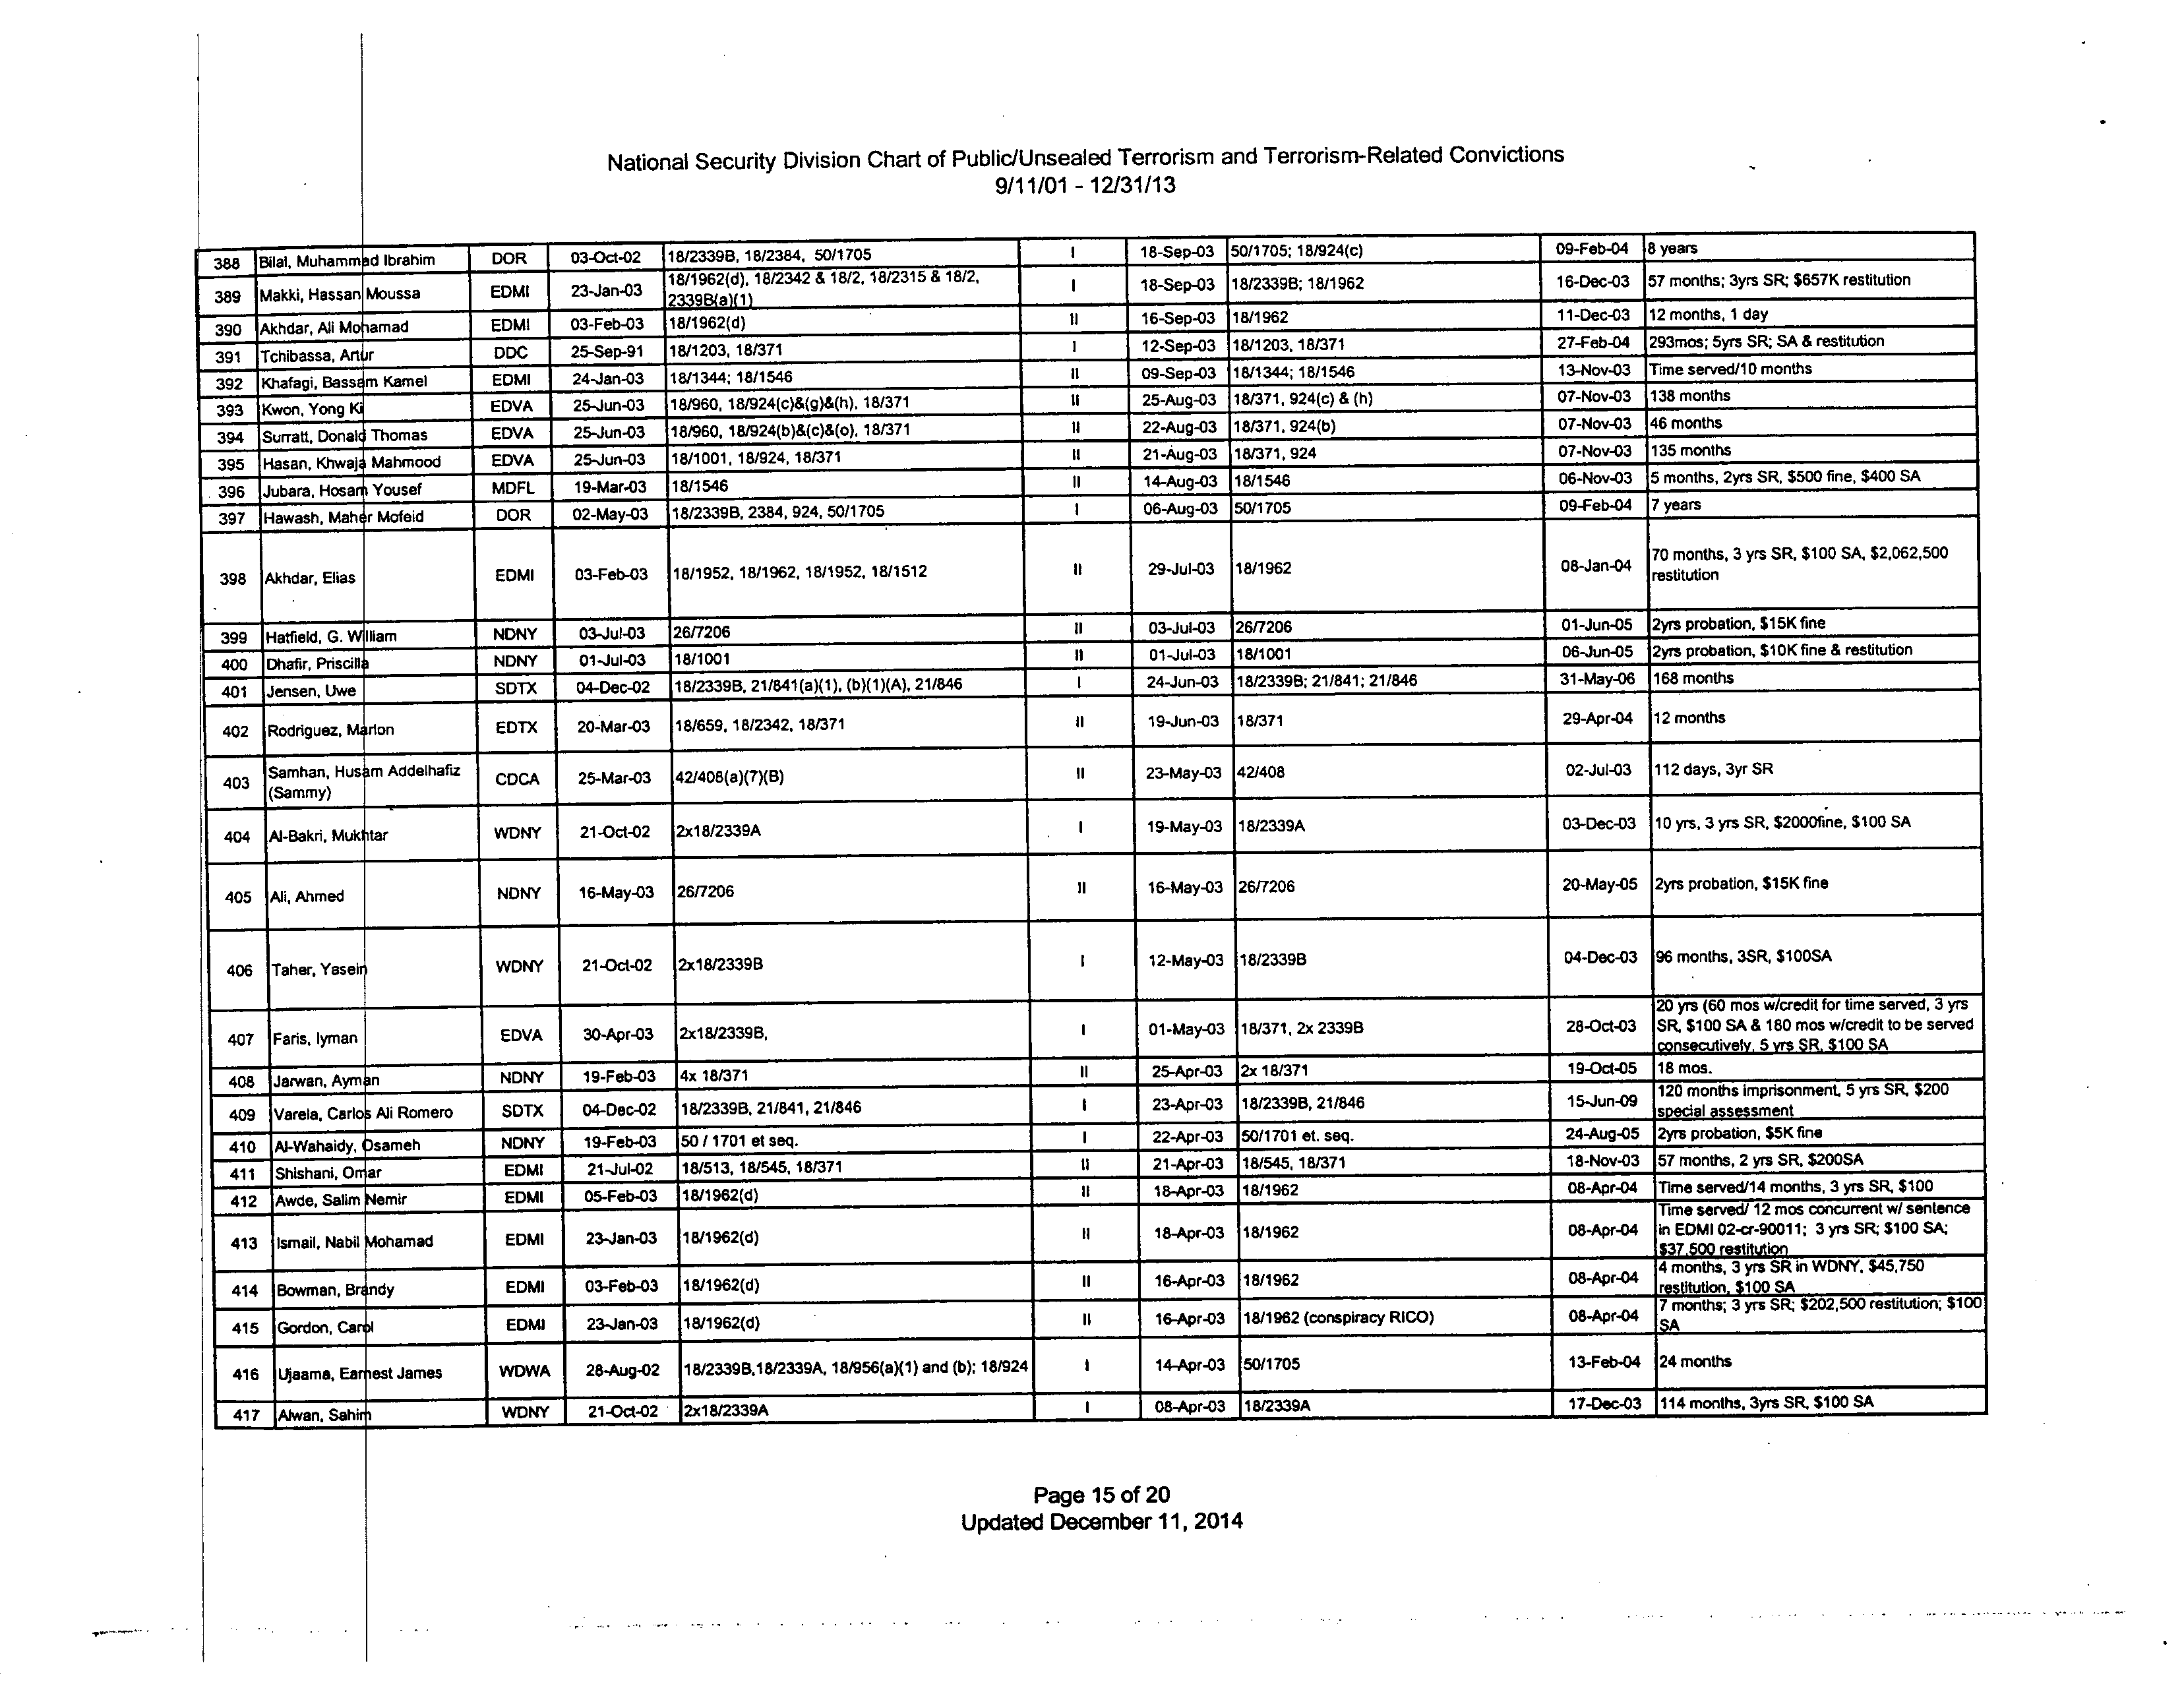 National Security Division Chart of Public/Unsealed Terrorism and Terrorism-Related Convictions
9/11/01 - 12/31/13
388 Bilal, Muhammad Ibrahim DOR 03-Oct-02 18/2339B, 18/2384, 50/1705 I 18-Sep-03 50/1705; 18/924(c) 09-Feb-04 8 years
389 Makki, Hassan Moussa EDMI 23-Jan-03 18/1962(d), 18/2342 & 18/2, 18/2315 & 18/2, 2339B(a)(1) I 18-Sep-03 18/2339B; 18/1962 16-Dec-03 57 months; 3yrs SR; $657K restitution
390 Akhdar, Ali Mohamad EDMI 03-Feb-03 18/1962(d) II 16-Sep-03 18/1962 11-Dec-03 12 months, 1 day
391 Tchibassa, Artur DDC 25-Sep-91 18/1203, 18/371 I 12-Sep-03 18/1203, 18/371 27-Feb-04 293mos; 5yrs SR; SA & restitution
392 Khafagi, Bassam Kamel EDMI 24-Jan-03 18/1344; 18/1546 II 09-Sep-03 18/1344; 18/1546 13-Nov-03 Time served/10 months
393 Kwon, Yong Ki EDVA 25-Jun-03 18/960, 18/924(c)&(g)&(h), 18/371 II 25-Aug-03 18/371, 924(c) & (h) 07-Nov-03 138 months
394 Surratt, Donald Thomas EDVA 25-Jun-03 18/960, 18/924(b)&(c)&(o), 18/371 II 22-Aug-03 18/371, 924(b) 07-Nov-03 46 months
395 Hasan, Khwaja Mahmood EDVA 25-Jun-03 18/1001, 18/924, 18/371 II 21-Aug-03 18/371, 924 07-Nov-03 135 months
396 Jubara, Hosam Yousef MDFL 19-Mar-03 18/1546 II 14-Aug-03 18/1546 06-Nov-03 5 months, 2yrs SR, $500 fine, $400 SA
397 Hawash, Maher Mofeid DOR 02-May-03 18/2339B, 2384, 924, 50/1705 I 06-Aug-03 50/1705 09-Feb-04 7 years
398 Akhdar, Elias EDMI 03-Feb-03 18/1952, 18/1962, 18/1952, 18/1512 II 29-Jul-03 18/1962 08-Jan-04 70 months, 3 yrs SR, $100 SA, $2,062,500 restitution
399 Hatfield, G. William NDNY 03-Jul-03 26/7206 II 03-Jul-03 26/7206 01-Jun-05 2yrs probation, $15K fine
400 Dhafir, Priscilla NDNY 01-Jul-03 18/1001 II 01-Jul-03 18/1001 06-Jun-05 2yrs probation, $10K fine & restitution
401 Jensen, Uwe SDTX 04-Dec-02 18/2339B, 21/841(a)(1), (b)(1)(A), 21/846 I 24-Jun-03 18/2339B; 21/841; 21/846 31-May-06 168 months
402 Rodriguez, Marlon EDTX 20-Mar-03 18/659, 18/2342, 18/371 II 19-Jun-03 18/371 29-Apr-04 12 months
403 Samhan, Husam Addelhafiz (Sammy) CDCA 25-Mar-03 42/408(a)(7)(B) II 23-May-03 42/408 02-Jul-03 112 days, 3yr SR
404 Al-Bakri, Mukhtar WDNY 21-Oct-02 2x18/2339A I 19-May-03 18/2339A 03-Dec-03 10 yrs, 3 yrs SR, $2000fine, $100 SA
405 Ali, Ahmed NDNY 16-May-03 26/7206 II 16-May-03 26/7206 20-May-05 2yrs probation, $15K fine
406 Taher, Yasein WDNY 21-Oct-02 2x18/2339B I 12-May-03 18/2339B 04-Dec-03 96 months, 3SR, $100SA
407 Faris, Iyman EDVA 30-Apr-03 2x18/2339B, I 01-May-03 18/371, 2x 2339B 28-Oct-03 20 yrs (60 mos w/credit for time served, 3 yrs SR, $100 SA & 180 mos w/credit to be served consecutively, 5 yrs SR, $100 SA
408 Jarwan, Ayman NDNY 19-Feb-03 4x 18/371 II 25-Apr-03 2x 18/371 19-Oct-05 18 mos.
409 Varela, Carlos Ali Romero SDTX 04-Dec-02 18/2339B, 21/841, 21/846 I 23-Apr-03 18/2339B, 21/846 15-Jun-09 120 months imprisonment, 5 yrs SR, $200 special assessment
410 Al-Wahaidy, Osameh NDNY 19-Feb-03 50 / 1701 et seq. I 22-Apr-03 50/1701 et. seq. 24-Aug-05 2yrs probation, $5K fine
411 Shishani, Omar EDMI 21-Jul-02 18/513, 18/545, 18/371 II 21-Apr-03 18/545, 18/371 18-Nov-03 57 months, 2 yrs SR, $200SA
412 Awde, Salim Nemir EDMI 05-Feb-03 18/1962(d) II 18-Apr-03 18/1962 08-Apr-04 Time served/14 months, 3 yrs SR, $100
413 Ismail, Nabil Mohamad EDMI 23-Jan-03 18/1962(d) II 18-Apr-03 18/1962 08-Apr-04 Time served/ 12 mos concurrent w/ sentence in EDMI 02-cr-90011; 3 yrs SR; $100 SA; $37,500 restitution
414 Bowman, Brandy EDMI 03-Feb-03 18/1962(d) II 16-Apr-03 18/1962 08-Apr-04 4 months, 3 yrs SR in WDNY, $45,750 restitution, $100 SA
415 Gordon, Carol EDMI 23-Jan-03 18/1962(d) II 16-Apr-03 18/1962 (conspiracy RICO) 08-Apr-04 7 months; 3 yrs SR; $202,500 restitution; $100 SA
416 Ujaama, Earnest James WDWA 28-Aug-02 18/2339B,18/2339A, 18/956(a)(1) and (b); 18/924 I 14-Apr-03 50/1705 13-Feb-04 24 months
417 Alwan, Sahim WDNY 21-Oct-02 2x18/2339A I 08-Apr-03 18/2339A 17-Dec-03 114 months, 3yrs SR, $100 SA
Page 15 of 20
Updated December 11, 2014